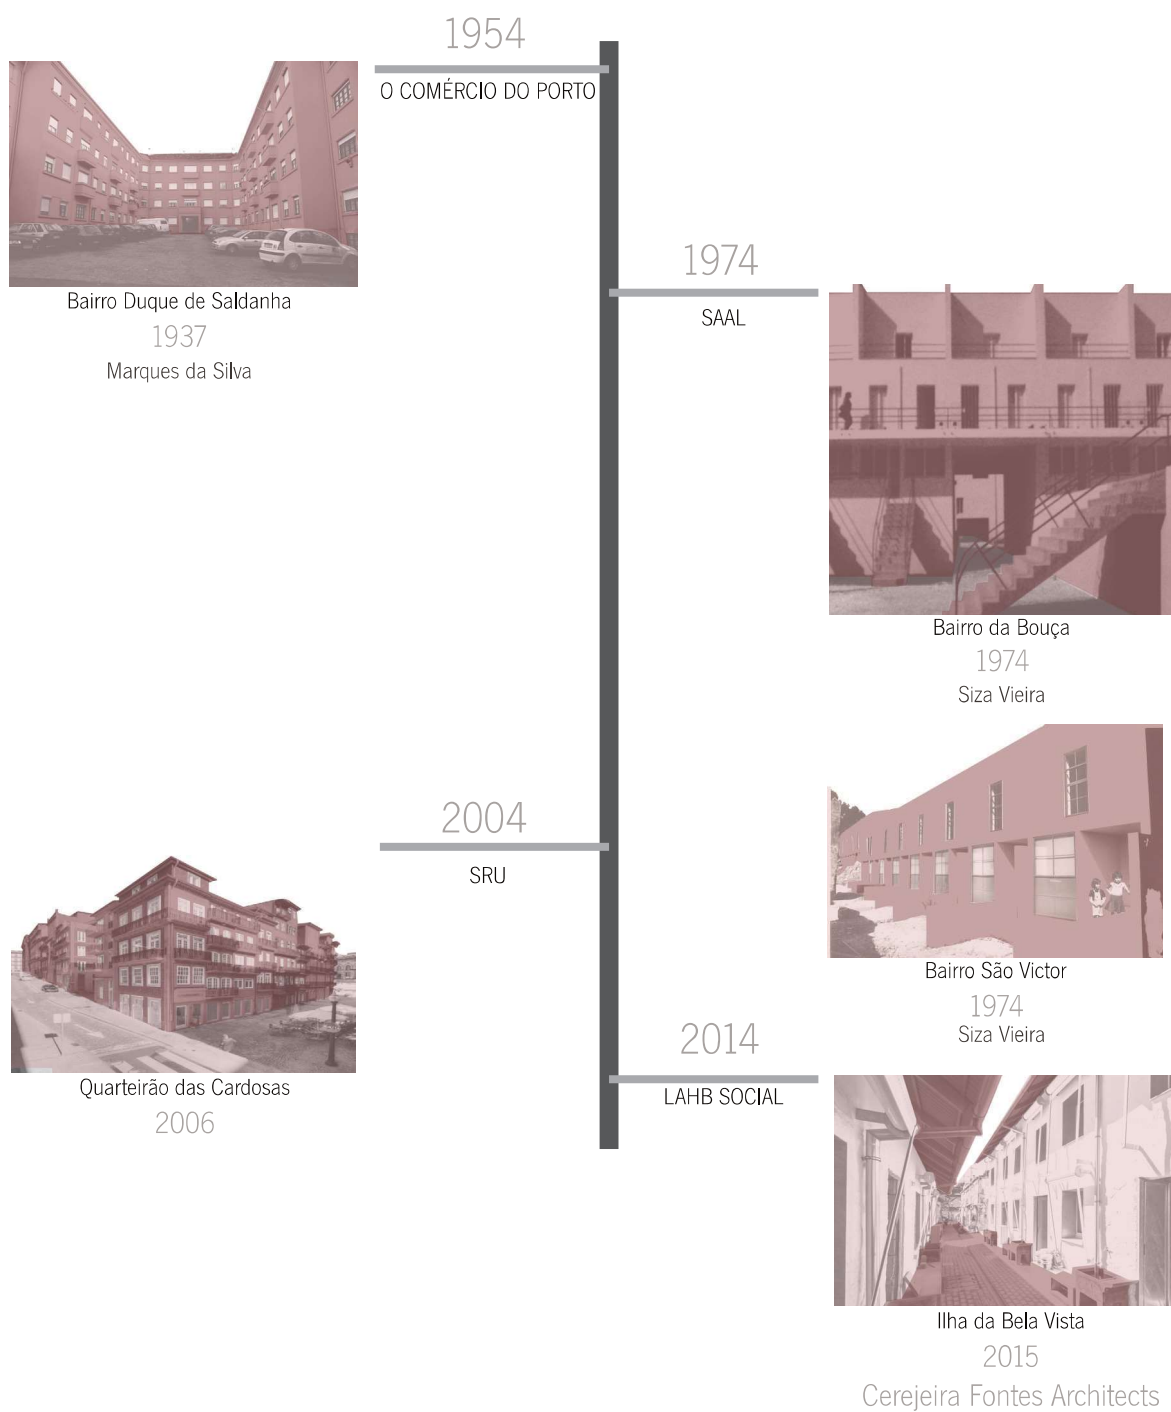 1954
O COMÉRCIO DO PORTO
Bairro Duque de Saldanha
1937
Marques da Silva
1974
SAAL
Bairro da Bouça
1974
Siza Vieira
2004
SRU
Quarteirão das Cardosas
2006
Bairro São Victor
1974
Siza Vieira
2014
LAHB SOCIAL
Ilha da Bela Vista
2015
Cerejeira Fontes Architects